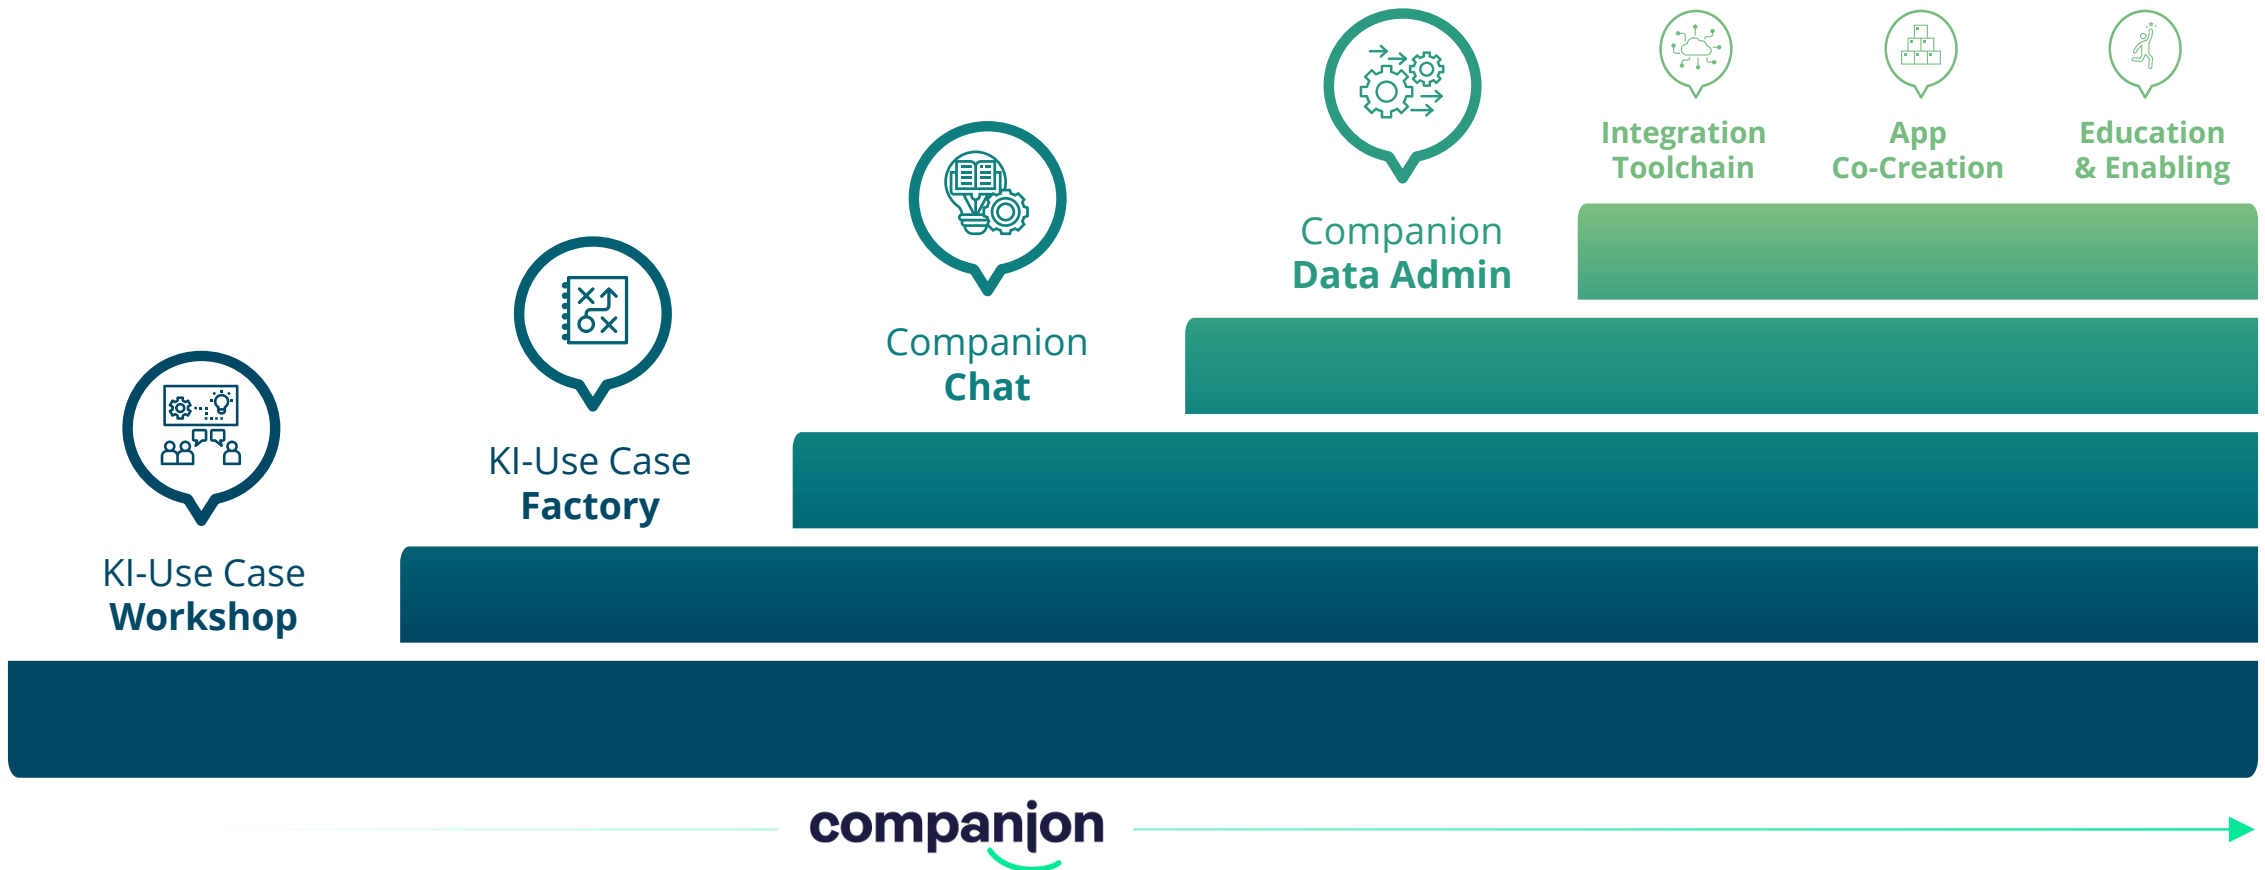 KI-Use Case
Workshop
KI-Use Case
Factory
Companion
Chat
Companion
Data Admin
Integration
Toolchain
App
Co-Creation
Education
& Enabling
companion